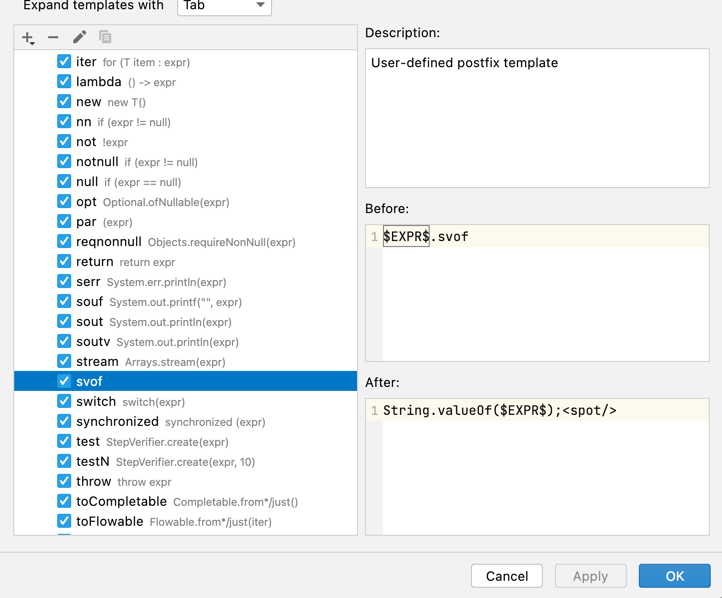 Expand templates with Tab
iter for (T item : expr)
lambda () -> expr
new new T()
nn if (expr != null)
not !expr
notnull if (expr != null)
null if (expr == null)
opt Optional.ofNullable(expr)
par (expr)
reqnonnull Objects.requireNonNull(expr)
return return expr
serr System.err.println(expr)
souf System.out.printf("", expr)
sout System.out.println(expr)
soutv System.out.println(expr)
stream Arrays.stream(expr)
svof
switch switch(expr)
synchronized synchronized (expr)
test StepVerifier.create(expr)
testN StepVerifier.create(expr, 10)
throw throw expr
toCompletable Completable.from*/just()
toFlowable Flowable.from*/just(iter)
Description:
User-defined postfix template
Before:
1 $EXPR$.svof
After:
1 String.valueOf($EXPR$);<spot/>
Cancel Apply OK